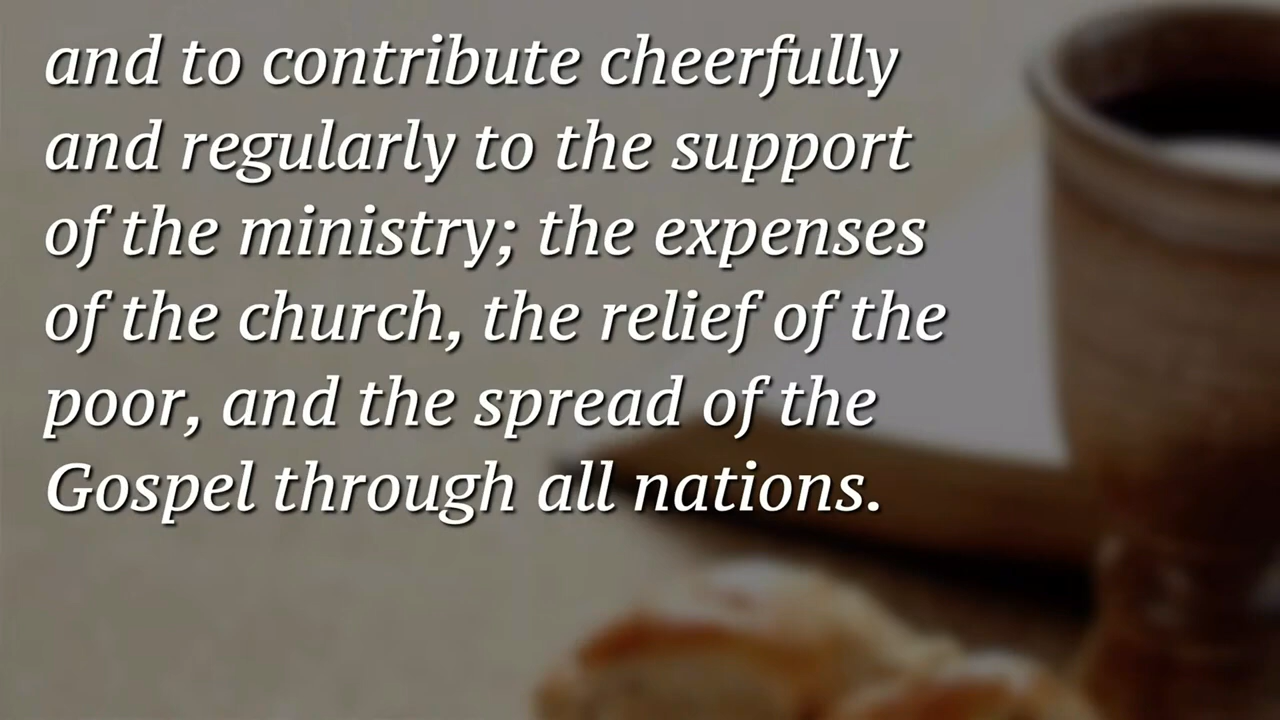 and to contribute cheerfully
and regularly to the support
of the ministry; the expenses
of the church, the relief of the
poor, and the spread of the
Gospel through all nations.